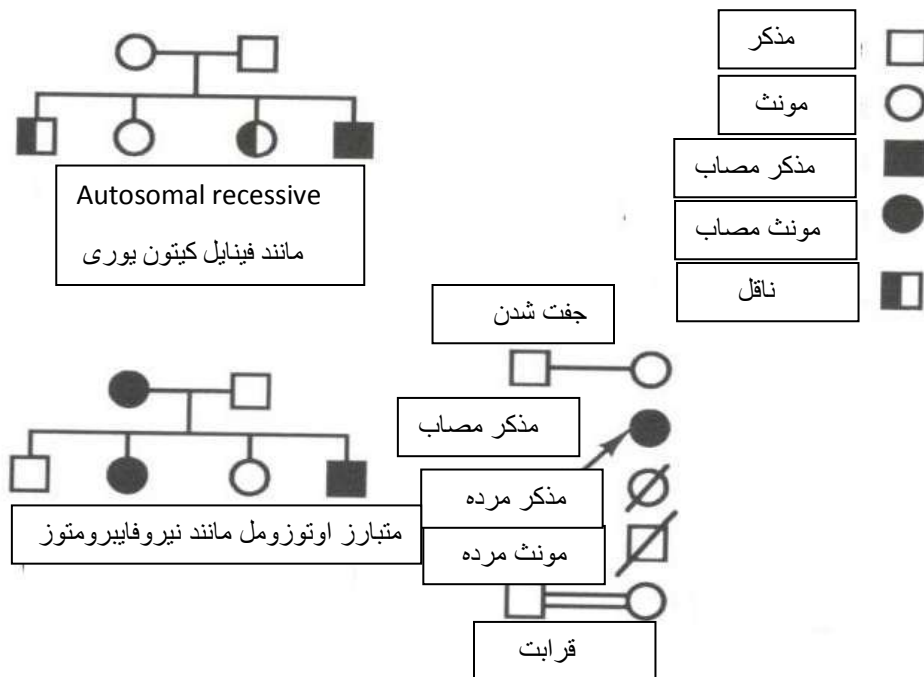 مذکر
مونث
مذکر مصاب
مونث مصاب
ناقل
Autosomal recessive
مانند فینایل کیتون یوری
جفت شدن
مذکر مصاب
مذکر مرده
مونث مرده
متبارز اوتوزومل مانند نیروفایبرومتوز
قرابت